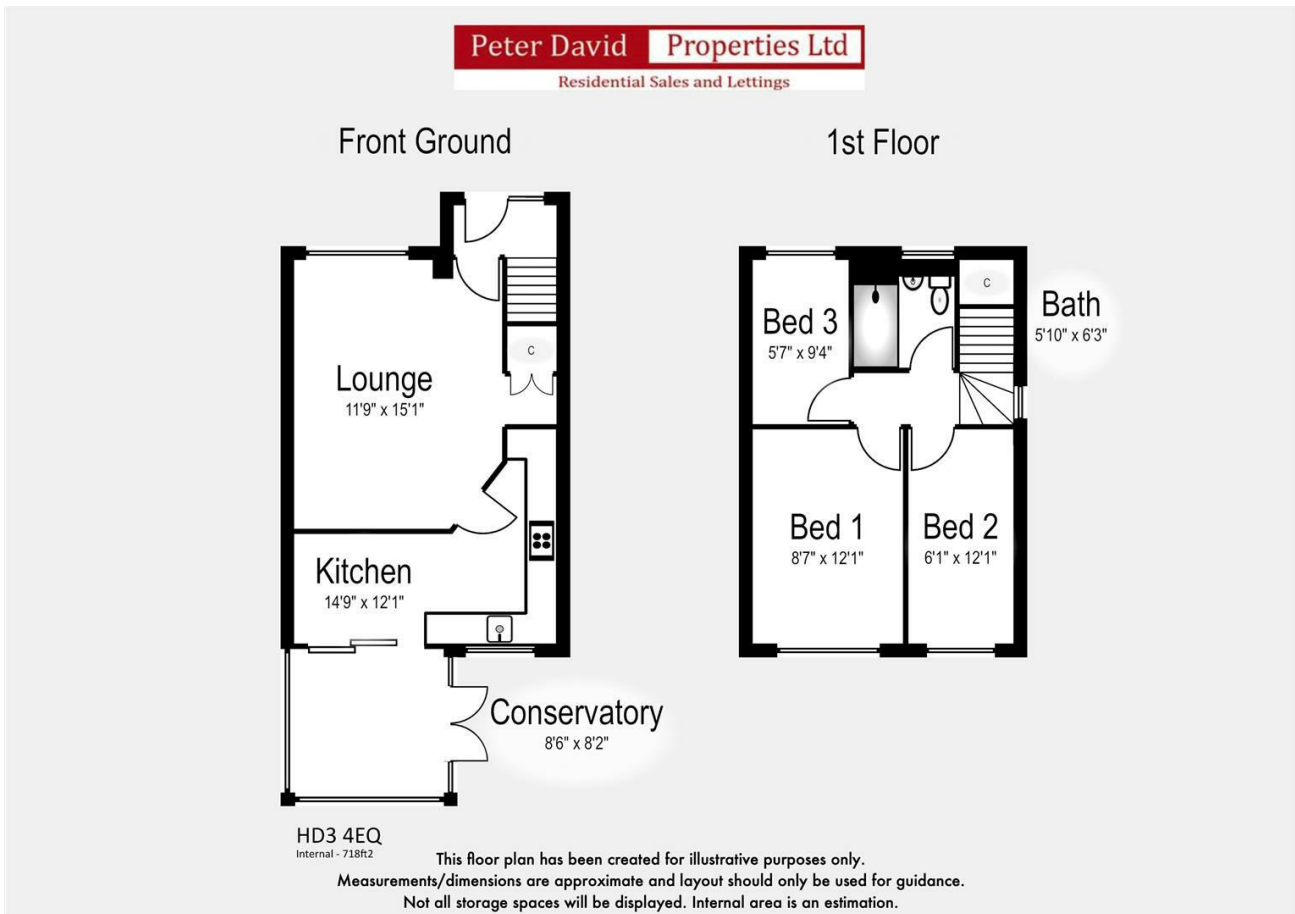 Peter David Properties Ltd
Residential Sales and Lettings
Front Ground
1st Floor
C
Lounge
11'9" x 15'1"
Kitchen
14'9" x 12'1"
Conservatory
8'6" x 8'2"
C
Bath
5'10" x 6'3"
Bed 3
5'7" x 9'4"
Bed 1
8'7" x 12'1"
Bed 2
6'1" x 12'1"
HD3 4EQ
Internal - 718ft2
This floor plan has been created for illustrative purposes only.
Measurements/dimensions are approximate and layout should only be used for guidance.
Not all storage spaces will be displayed. Internal area is an estimation.